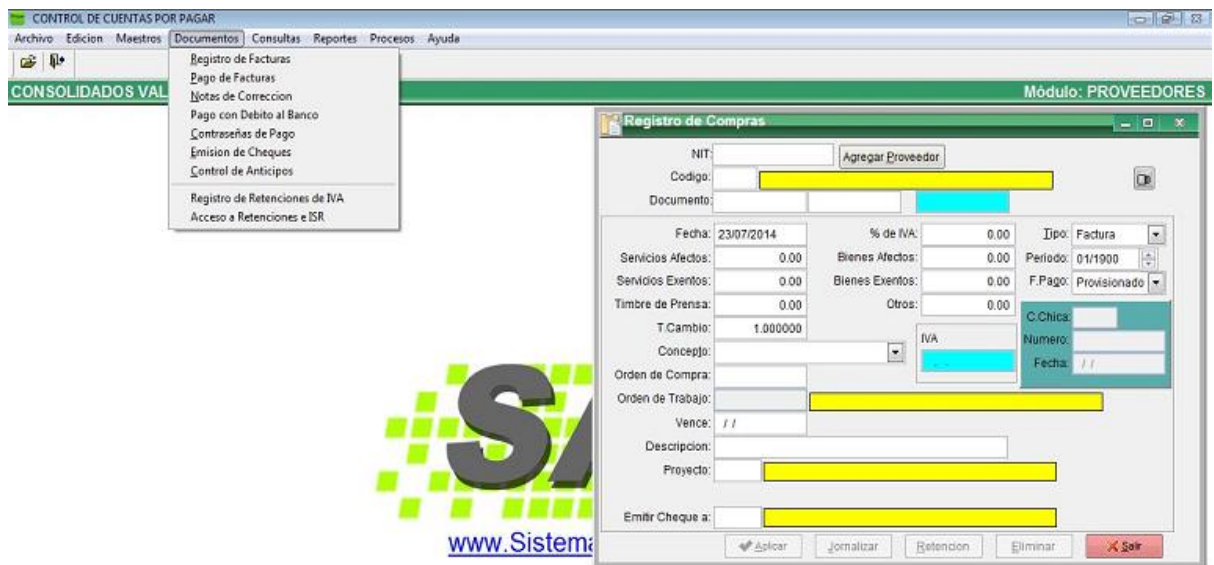 CONTROL DE CUENTAS POR PAGAR
Archivo Edicion Maestros Documentos Consultas Reportes Procesos Ayuda
Registro de Facturas
Pago de Facturas
Notas de Correccion
Pago con Debito al Banco
Contraseñas de Pago
Emision de Cheques
Control de Anticipos
Registro de Retenciones de IVA
Acceso a Retenciones e ISR
CONSOLIDADOS VAL
Módulo: PROVEEDORES
Registro de Compras
NIT: Agregar Proveedor
Codigo:
Documento:
Fecha: 23/07/2014 % de IVA: 0.00 Tipo: Factura
Servicios Afectos: 0.00 Bienes Afectos: 0.00 Periodo: 01/1900
Servicios Exentos: 0.00 Bienes Exentos: 0.00 F.Pago: Provisionado
Timbre de Prensa: 0.00 Otros: 0.00
C.Chica:
T.Cambio: 1.000000
IVA
Numero:
Concepto:
- -
Fecha: / /
Orden de Compra:
Orden de Trabajo:
Vence: / /
Descripcion:
Proyecto:
Emitir Cheque a:
Aplicar Jornalizar Retencion Eliminar Salir
www.Sistema